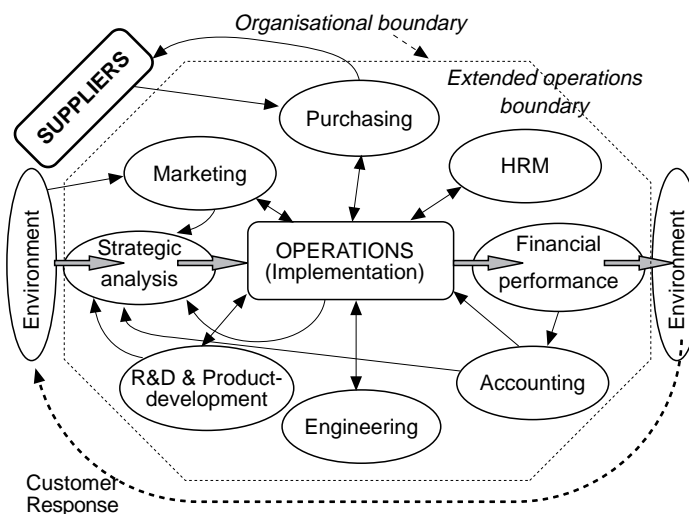 Organisational boundary
SUPPLIERS
Extended operations
boundary
Purchasing
Marketing
HRM
Environment
Strategic
analysis
OPERATIONS
(Implementation)
Financial
performance
Environment
R&D & Product-
development
Engineering
Accounting
Customer
Response